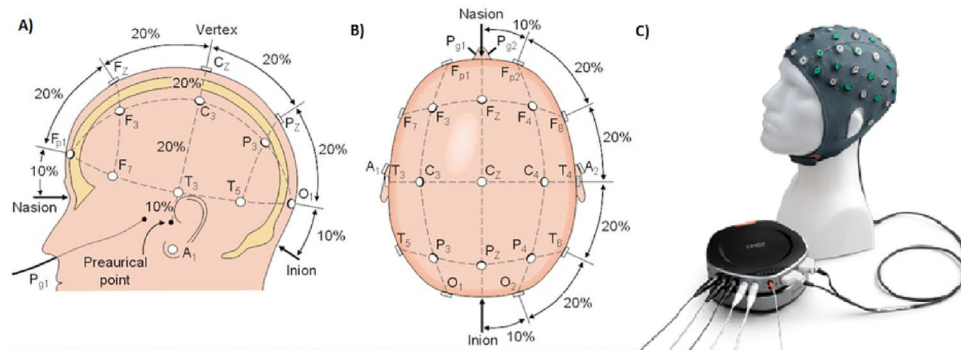 A)
Vertex
20%
20%
CZ
FZ
20%
20%
20%
C3
F3
PZ
20%
P3
Fp1
20%
F7
10%
T3
T5
O1
Nasion
10%
10%
A1
Preaurical
point
Inion
Pg1
B)
Nasion
10%
Pg1
Pg2
20%
Fp1
Fp2
F7
F3
FZ
F4
F8
20%
A1
T3
C3
CZ
C4
T4
A2
20%
T5
P3
PZ
P4
T6
O1
O2
20%
10%
Inion
C)